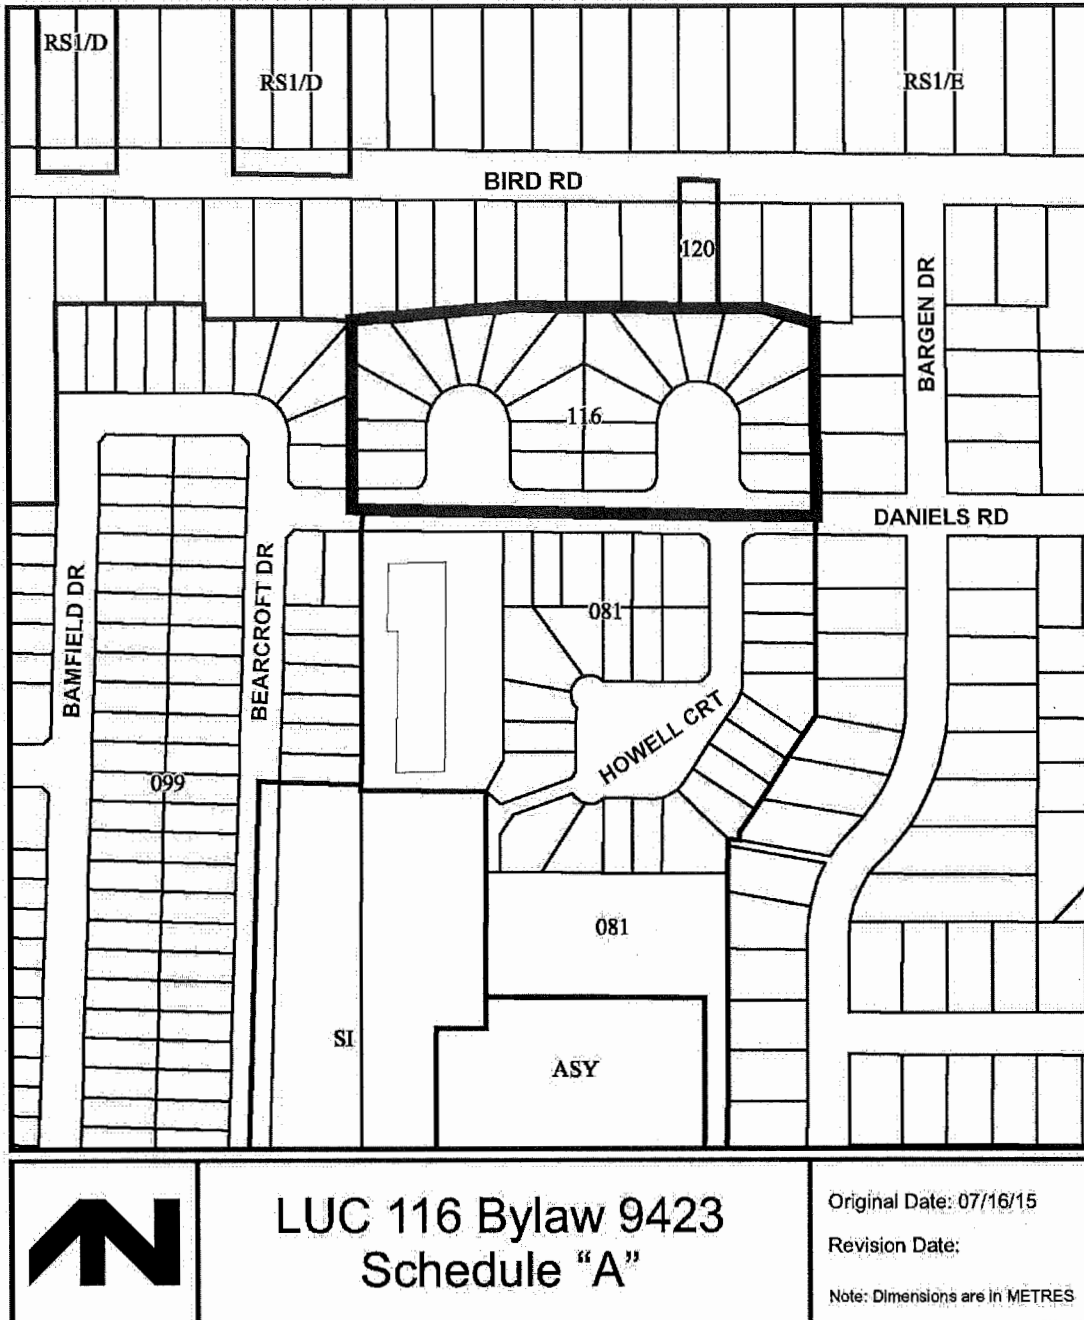 RS1/D
RS1/D
RS1/E
BIRD RD
120
BARGEN DR
116
DANIELS RD
BAMFIELD DR
BEARCROFT DR
081
HOWELL CRT
099
081
SI
ASY
LUC 116 Bylaw 9423
Schedule “A”
Original Date: 07/16/15
Revision Date:
Note: Dimensions are in METRES